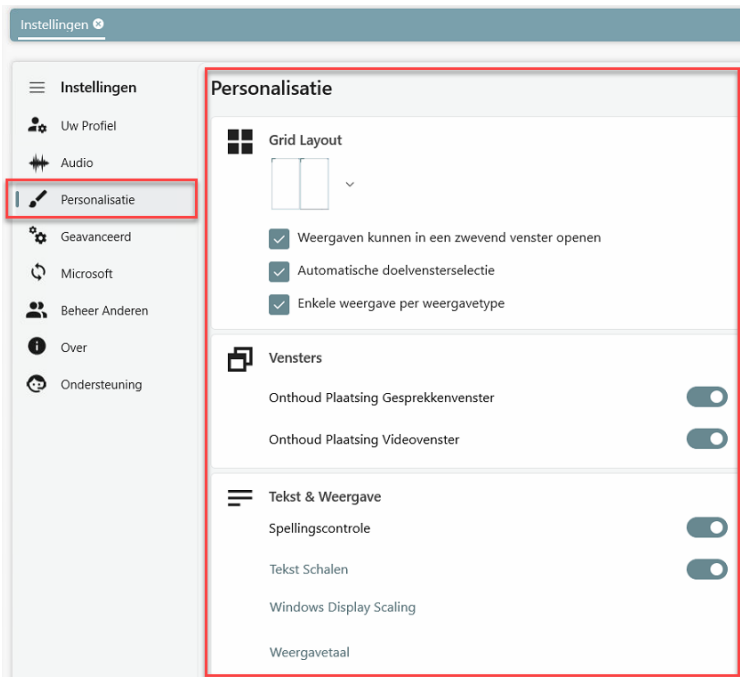 Instellingen
Instellingen
Uw Profiel
Audio
Personalisatie
Geavanceerd
Microsoft
Beheer Anderen
Over
Ondersteuning
Personalisatie
Grid Layout
Weergaven kunnen in een zwevend venster openen
Automatische doelvensterselectie
Enkele weergave per weergavetype
Vensters
Onthoud Plaatsing Gesprekkenvenster
Onthoud Plaatsing Videovenster
Tekst & Weergave
Spellingscontrole
Tekst Schalen
Windows Display Scaling
Weergavetaal